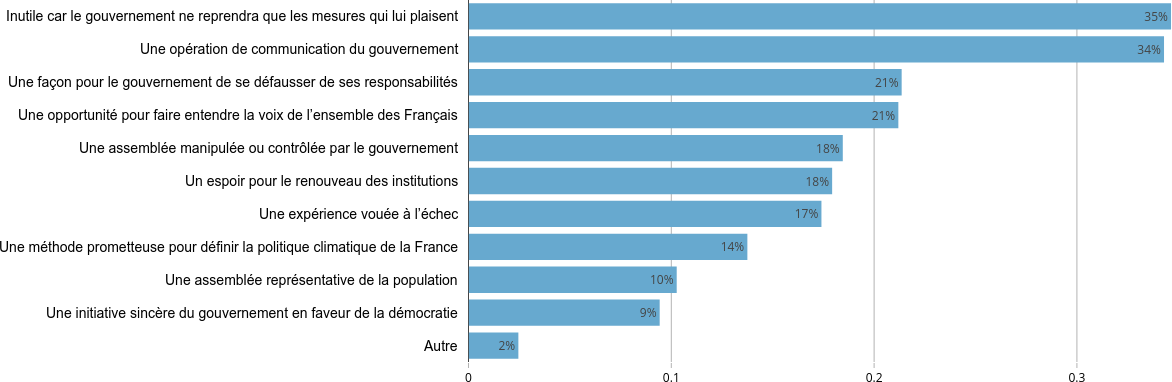 Inutile car le gouvernement ne reprendra que les mesures qui lui plaisent 35%
Une opération de communication du gouvernement 34%
Une façon pour le gouvernement de se défausser de ses responsabilités 21%
Une opportunité pour faire entendre la voix de l’ensemble des Français 21%
Une assemblée manipulée ou contrôlée par le gouvernement 18%
Un espoir pour le renouveau des institutions 18%
Une expérience vouée à l’échec 17%
Une méthode prometteuse pour définir la politique climatique de la France 14%
Une assemblée représentative de la population 10%
Une initiative sincère du gouvernement en faveur de la démocratie 9%
Autre 2%
0 0.1 0.2 0.3